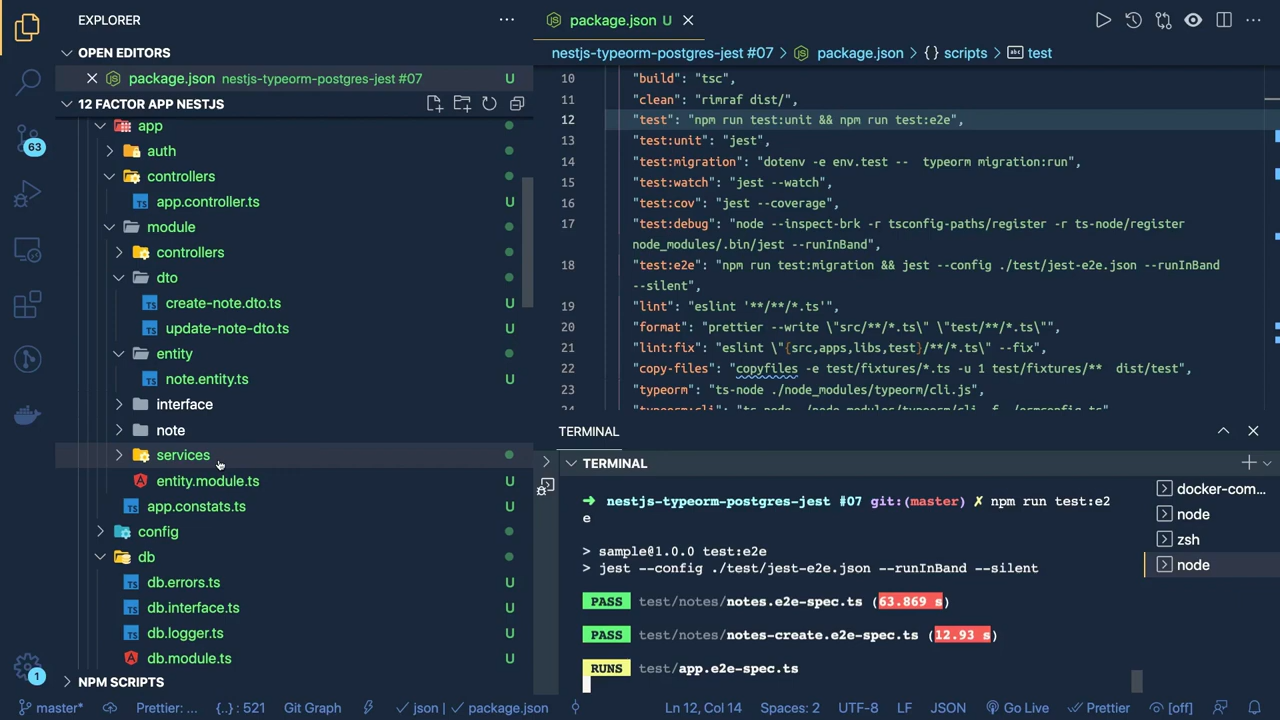 EXPLORER
OPEN EDITORS
package.json nestjs-typeorm-postgres-jest #07 U
12 FACTOR APP NESTJS
app
auth
controllers
app.controller.ts U
module
controllers
dto
create-note.dto.ts U
update-note-dto.ts U
entity
note.entity.ts U
interface
note
services
entity.module.ts U
app.constats.ts U
config
db
db.errors.ts U
db.interface.ts U
db.logger.ts U
db.module.ts U
NPM SCRIPTS
63
1
package.json U
nestjs-typeorm-postgres-jest #07 package.json {} scripts abc test
10 "build": "tsc",
11 "clean": "rimraf dist/",
12 "test": "npm run test:unit && npm run test:e2e",
13 "test:unit": "jest",
14 "test:migration": "dotenv -e env.test --  typeorm migration:run",
15 "test:watch": "jest --watch",
16 "test:cov": "jest --coverage",
17 "test:debug": "node --inspect-brk -r tsconfig-paths/register -r ts-node/register
node_modules/.bin/jest --runInBand",
18 "test:e2e": "npm run test:migration && jest --config ./test/jest-e2e.json --runInBand
--silent",
19 "lint": "eslint '**/**/*.ts'",
20 "format": "prettier --write \"src/**/*.ts\" \"test/**/*.ts\"",
21 "lint:fix": "eslint \"{src,apps,libs,test}/**/*.ts\" --fix",
22 "copy-files": "copyfiles -e test/fixtures/*.ts -u 1 test/fixtures/**  dist/test",
23 "typeorm": "ts-node ./node_modules/typeorm/cli.js",
TERMINAL
TERMINAL
➜ nestjs-typeorm-postgres-jest #07 git:(master) ✗ npm run test:e2
e
> sample@1.0.0 test:e2e
> jest --config ./test/jest-e2e.json --runInBand --silent
PASS test/notes/notes.e2e-spec.ts (63.869 s)
PASS test/notes/notes-create.e2e-spec.ts (12.93 s)
RUNS test/app.e2e-spec.ts
docker-com...
node
zsh
node
master* Prettier: ... {..} : 521 Git Graph json package.json Ln 12, Col 14 Spaces: 2 UTF-8 LF JSON Go Live Prettier [off]